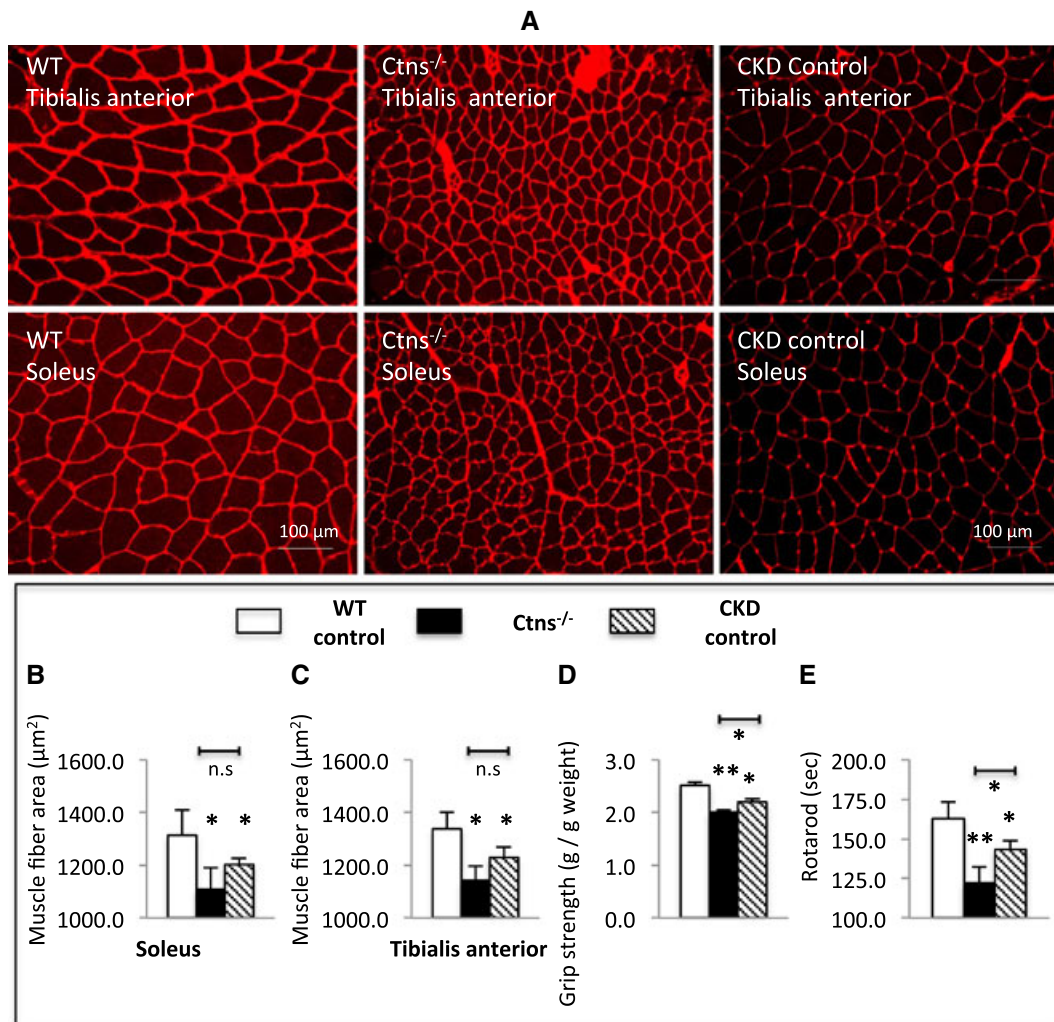 A
WT
Tibialis anterior
Ctns-/-
Tibialis anterior
CKD Control
Tibialis anterior
WT
Soleus
100 µm
Ctns-/-
Soleus
CKD control
Soleus
100 µm
WT
control
Ctns-/-
CKD
control
B
Muscle fiber area (µm2)
1600.0
1400.0
1200.0
1000.0
n.s
* *
Soleus
C
Muscle fiber area (µm2)
1600.0
1400.0
1200.0
1000.0
n.s
* *
Tibialis anterior
D
Grip strength (g / g weight)
3.0
2.0
1.0
0.0
*
** *
E
Rotarod (sec)
200.0
175.0
150.0
125.0
100.0
*
** *